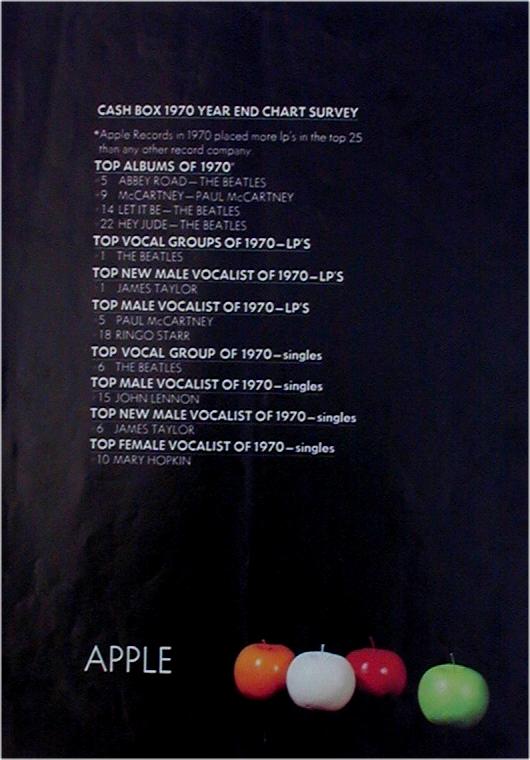 CASH BOX 1970 YEAR END CHART SURVEY
*Apple Records in 1970 placed more lp's in the top 25
than any other record company.
TOP ALBUMS OF 1970*
5 ABBEY ROAD—THE BEATLES
9 McCARTNEY—PAUL McCARTNEY
14 LET IT BE—THE BEATLES
22 HEY JUDE—THE BEATLES
TOP VOCAL GROUPS OF 1970—LP'S
1 THE BEATLES
TOP NEW MALE VOCALIST OF 1970—LP'S
1 JAMES TAYLOR
TOP MALE VOCALIST OF 1970—LP'S
5 PAUL McCARTNEY
18 RINGO STARR
TOP VOCAL GROUP OF 1970—singles
6 THE BEATLES
TOP MALE VOCALIST OF 1970—singles
15 JOHN LENNON
TOP NEW MALE VOCALIST OF 1970—singles
6 JAMES TAYLOR
TOP FEMALE VOCALIST OF 1970—singles
10 MARY HOPKIN
APPLE